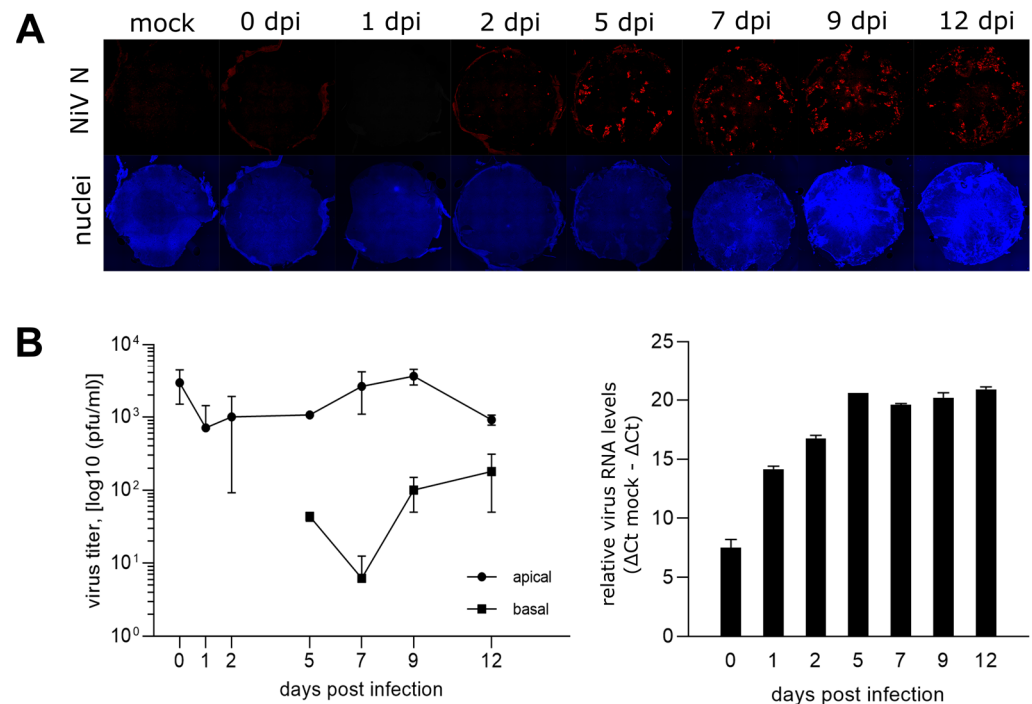 A
mock 0 dpi 1 dpi 2 dpi 5 dpi 7 dpi 9 dpi 12 dpi
NiV N
nuclei
B
virus titer, [log10 (pfu/ml)]
10⁴
10³
10²
10¹
10⁰
apical
basal
0 1 2 5 7 9 12
days post infection
relative virus RNA levels
(ΔCt mock - ΔCt)
25
20
15
10
5
0
0 1 2 5 7 9 12
days post infection